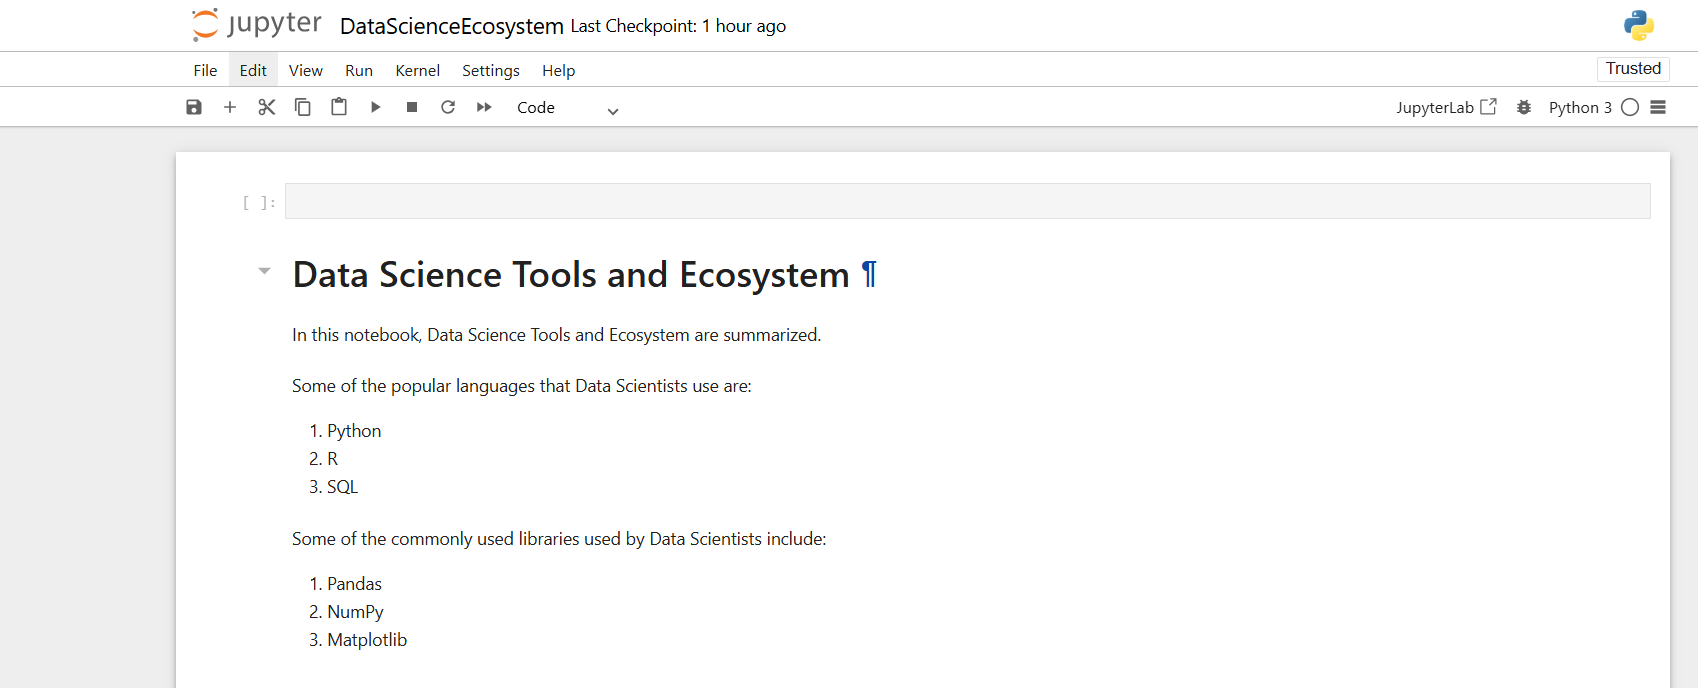 jupyter DataScienceEcosystem Last Checkpoint: 1 hour ago
File Edit View Run Kernel Settings Help Trusted
Code JupyterLab Python 3
[ ]:
Data Science Tools and Ecosystem ¶
In this notebook, Data Science Tools and Ecosystem are summarized.
Some of the popular languages that Data Scientists use are:
1. Python
2. R
3. SQL
Some of the commonly used libraries used by Data Scientists include:
1. Pandas
2. NumPy
3. Matplotlib